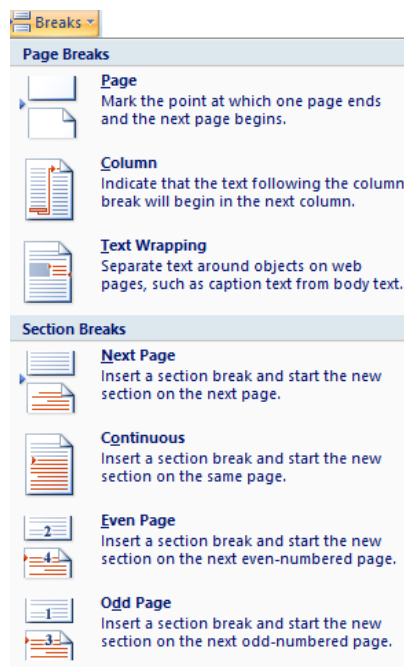 Breaks
Page Breaks
Page
Mark the point at which one page ends
and the next page begins.
Column
Indicate that the text following the column
break will begin in the next column.
Text Wrapping
Separate text around objects on web
pages, such as caption text from body text.
Section Breaks
Next Page
Insert a section break and start the new
section on the next page.
Continuous
Insert a section break and start the new
section on the same page.
2
4
Even Page
Insert a section break and start the new
section on the next even-numbered page.
1
3
Odd Page
Insert a section break and start the new
section on the next odd-numbered page.